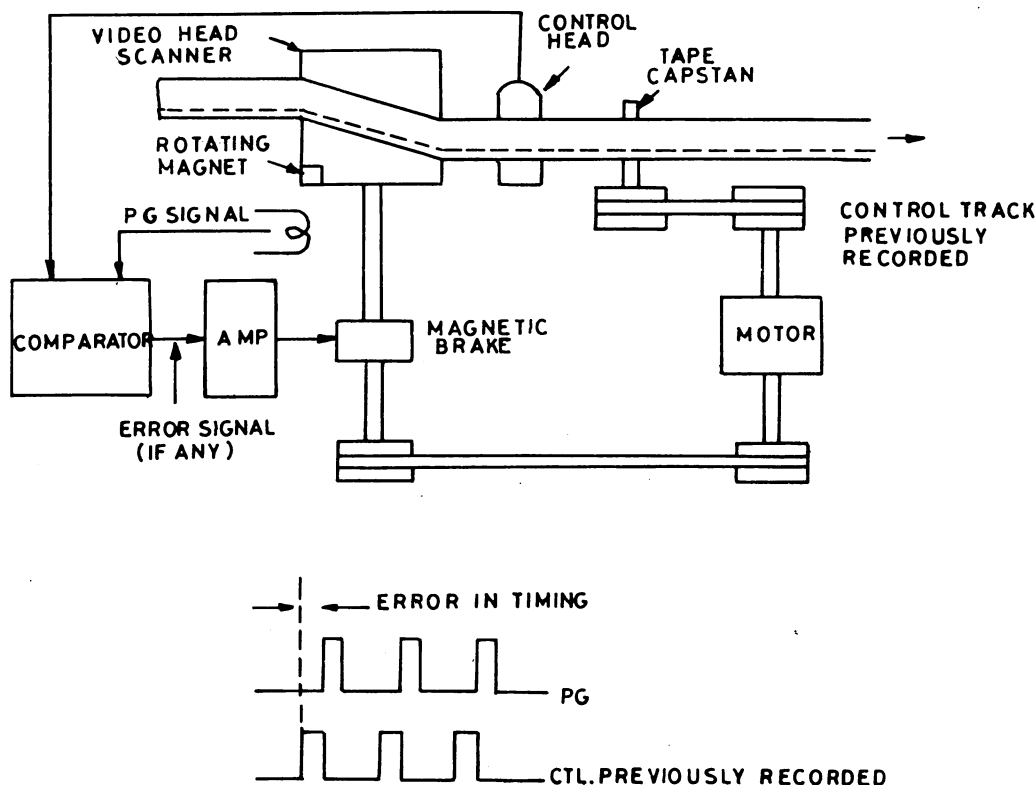 VIDEO HEAD
SCANNER
CONTROL
HEAD
TAPE
CAPSTAN
ROTATING
MAGNET
PG SIGNAL
CONTROL TRACK
PREVIOUSLY
RECORDED
COMPARATOR
AMP
MAGNETIC
BRAKE
MOTOR
ERROR SIGNAL
(IF ANY)
ERROR IN TIMING
PG
CTL. PREVIOUSLY RECORDED